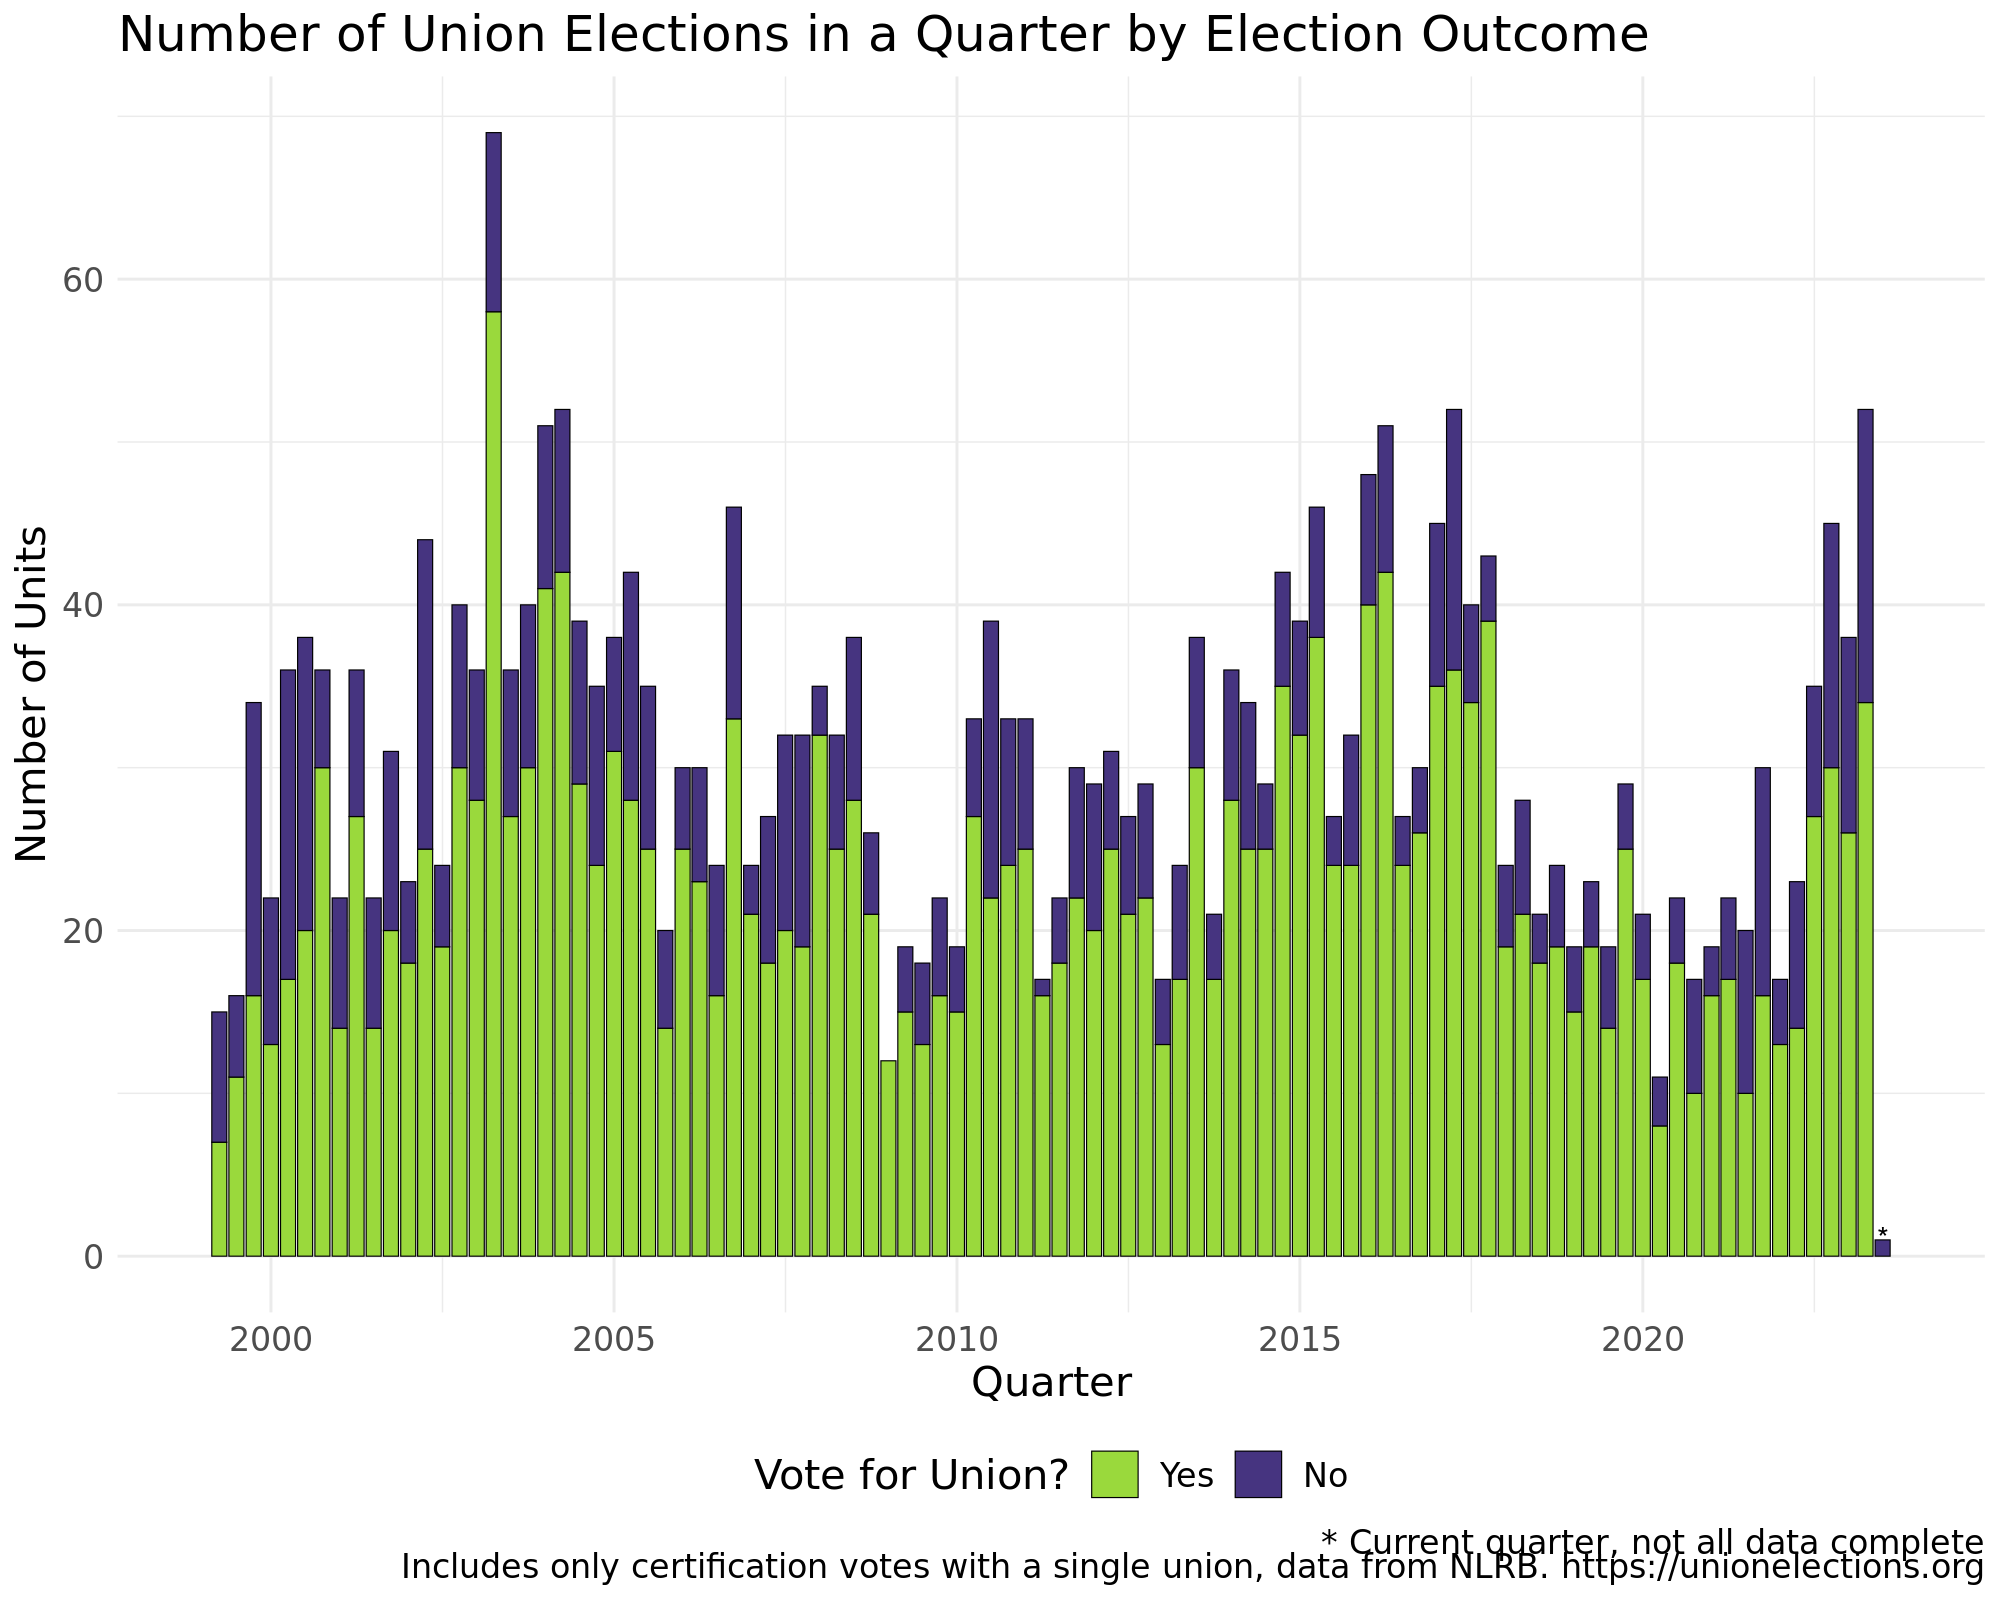 Number of Union Elections in a Quarter by Election Outcome
Number of Units
60
40
20
0
*
2000 2005 2010 2015 2020
Quarter
Vote for Union? Yes No
* Current quarter, not all data complete
Includes only certification votes with a single union, data from NLRB. https://unionelections.org